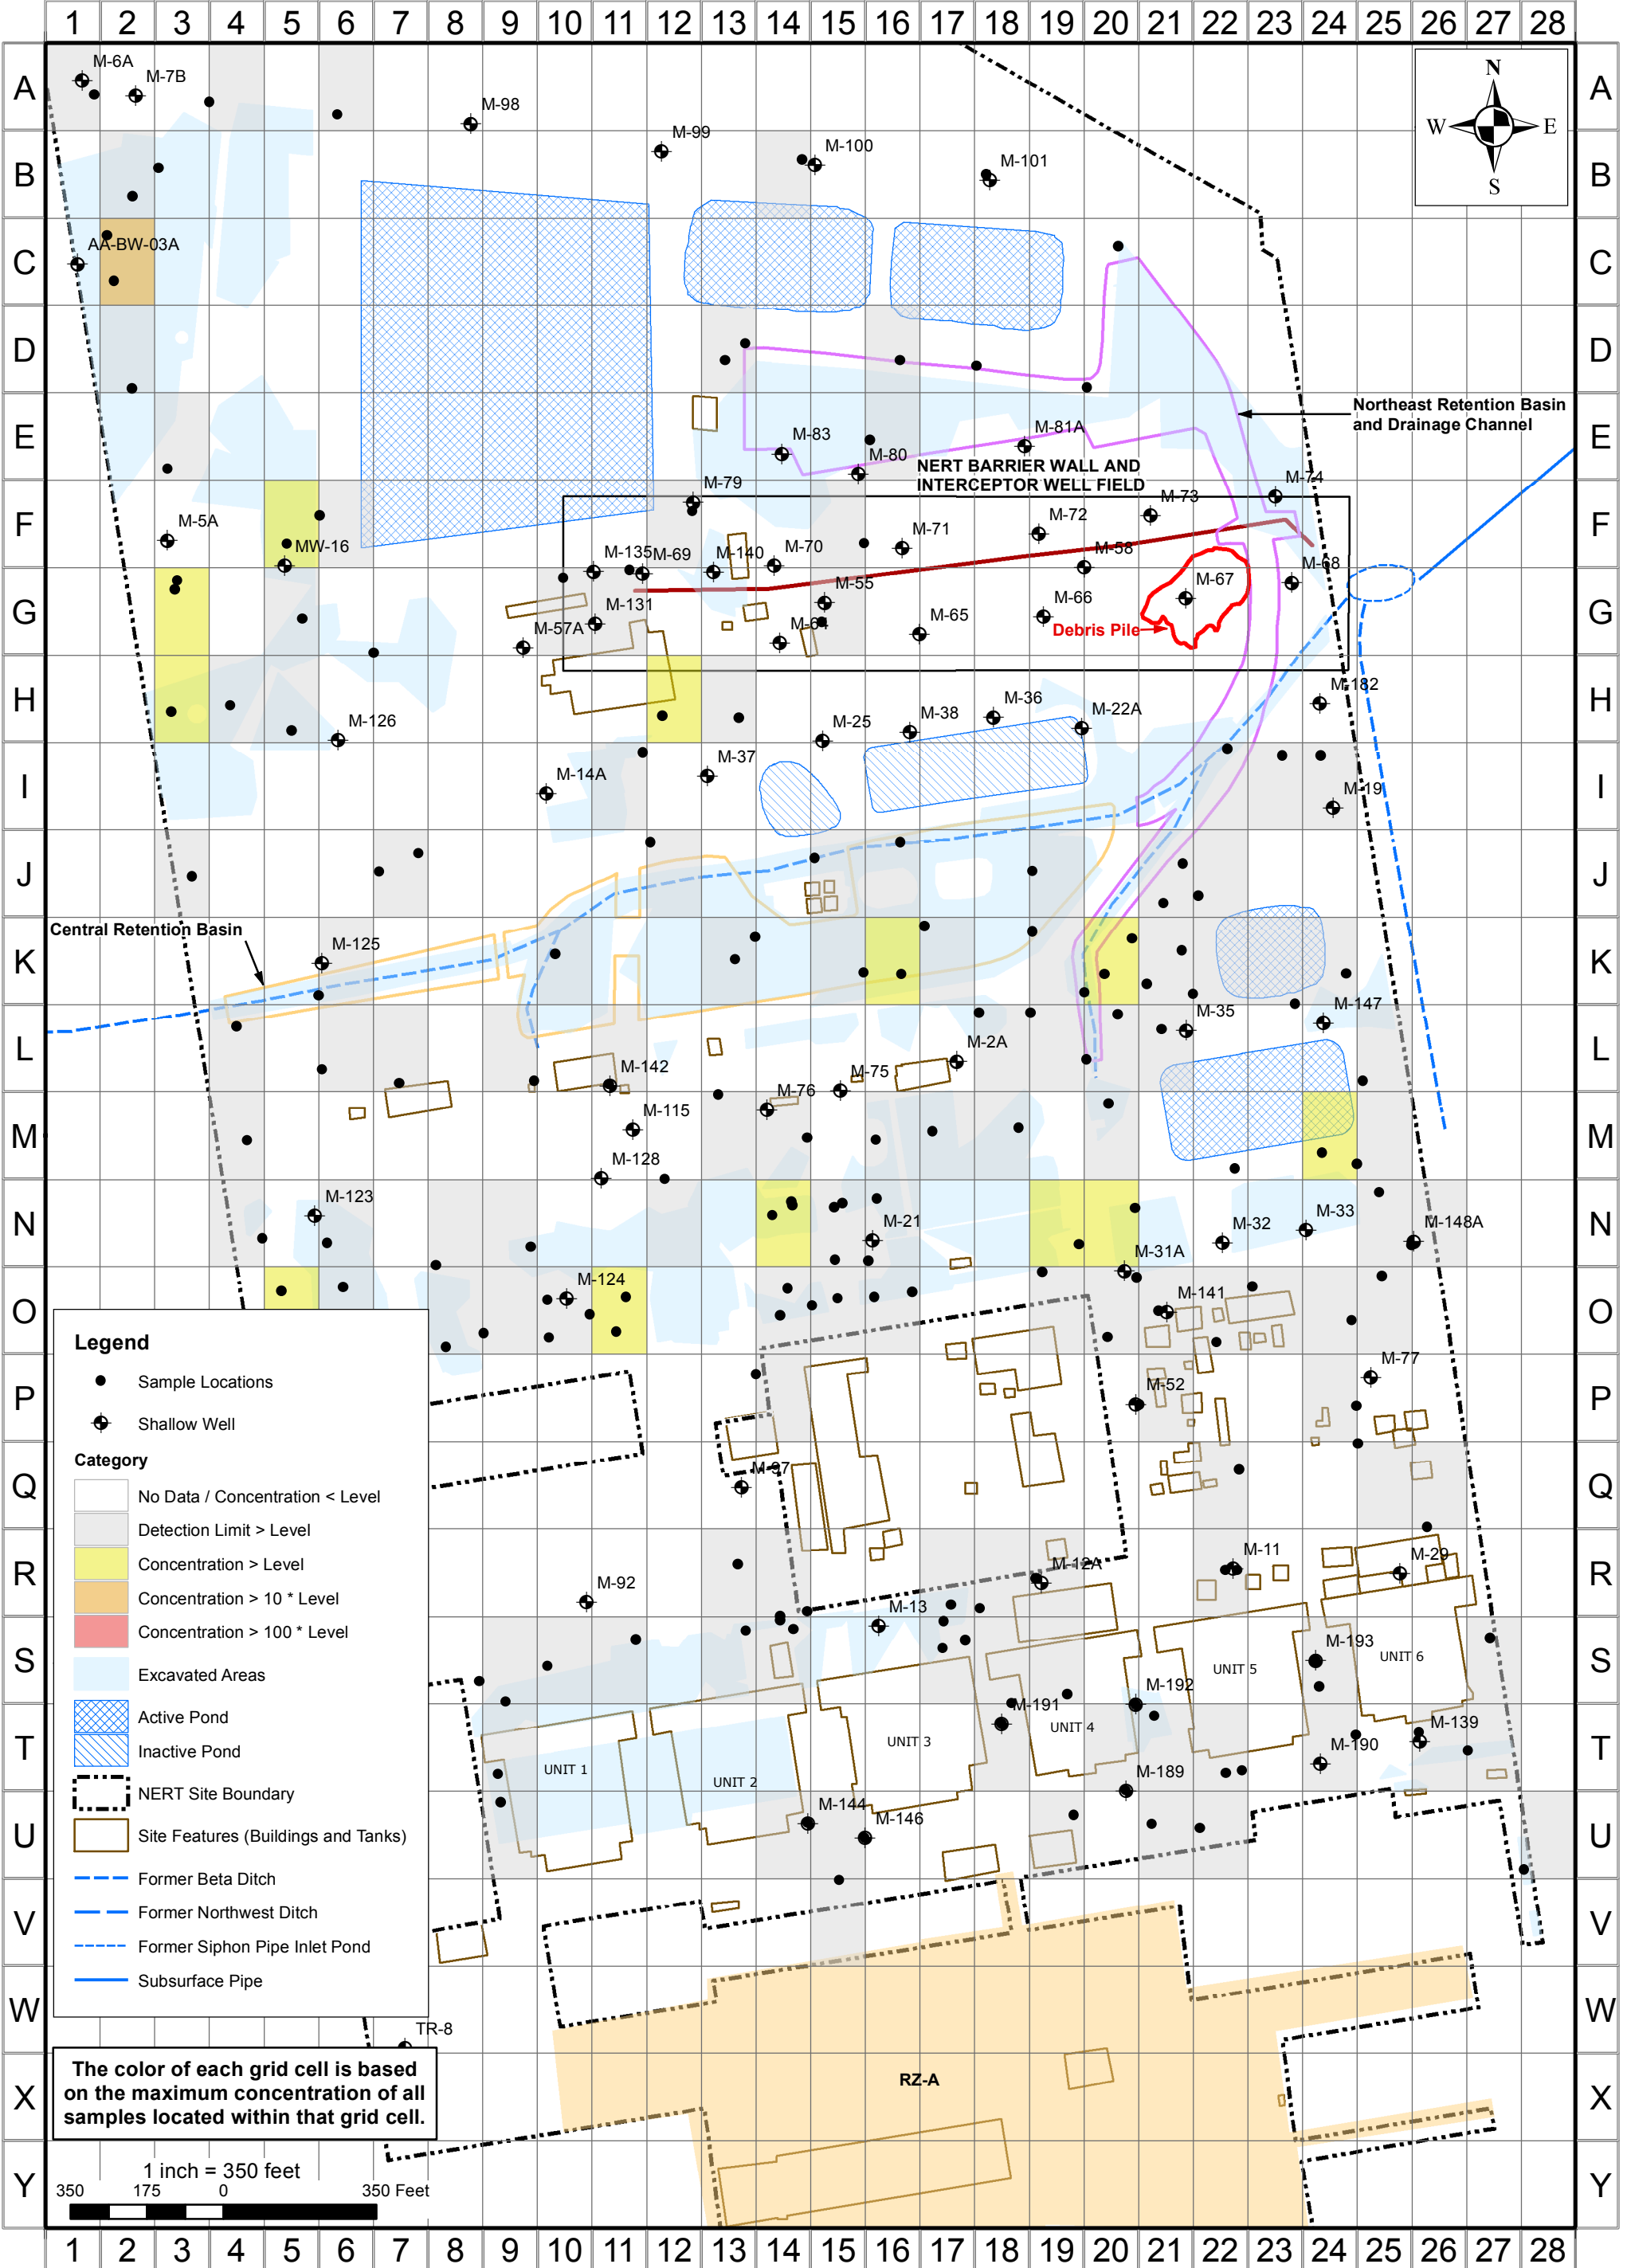 1 2 3 4 5 6 7 8 9 10 11 12 13 14 15 16 17 18 19 20 21 22 23 24 25 26 27 28
A M-6A M-7B M-98 N A
M-99 M-100 W E
B M-101 S B
C AA-BW-03A C
D D
Northeast Retention Basin
and Drainage Channel
E M-83 M-81A E
M-80 NERT BARRIER WALL AND
INTERCEPTOR WELL FIELD
M-79 M-74
M-73
F M-5A M-71 M-72 F
MW-16 M-135 M-69 M-140 M-70 M-58
M-68
M-55 M-67
G M-131 M-66 G
M-57A M-64 M-65 Debris Pile
H M-182 H
M-126 M-25 M-38 M-36 M-22A
M-37
I M-14A M-19 I
J J
Central Retention Basin
K M-125 K
M-35 M-147
L M-2A L
M-142 M-75
M-76
M M-115 M
M-128
N M-123 M-21 M-32 M-33 M-148A N
M-31A
O M-124 M-141 O
Legend
Sample Locations
Shallow Well
Category
No Data / Concentration < Level
Detection Limit > Level
Concentration > Level
Concentration > 10 * Level
Concentration > 100 * Level
Excavated Areas
Active Pond
Inactive Pond
NERT Site Boundary
Site Features (Buildings and Tanks)
Former Beta Ditch
Former Northwest Ditch
Former Siphon Pipe Inlet Pond
Subsurface Pipe
M-77
P M-52 P
Q M-97 Q
R M-92 M-12A M-11 M-29 R
M-13
S M-193 UNIT 5 UNIT 6 S
M-192
M-191
T UNIT 1 UNIT 2 UNIT 3 UNIT 4 M-190 M-139 T
M-189
U M-144 M-146 U
V V
W W
TR-8
The color of each grid cell is based
on the maximum concentration of all
samples located within that grid cell.
X RZ-A X
Y 1 inch = 350 feet Y
350 175 0 350 Feet
1 2 3 4 5 6 7 8 9 10 11 12 13 14 15 16 17 18 19 20 21 22 23 24 25 26 27 28